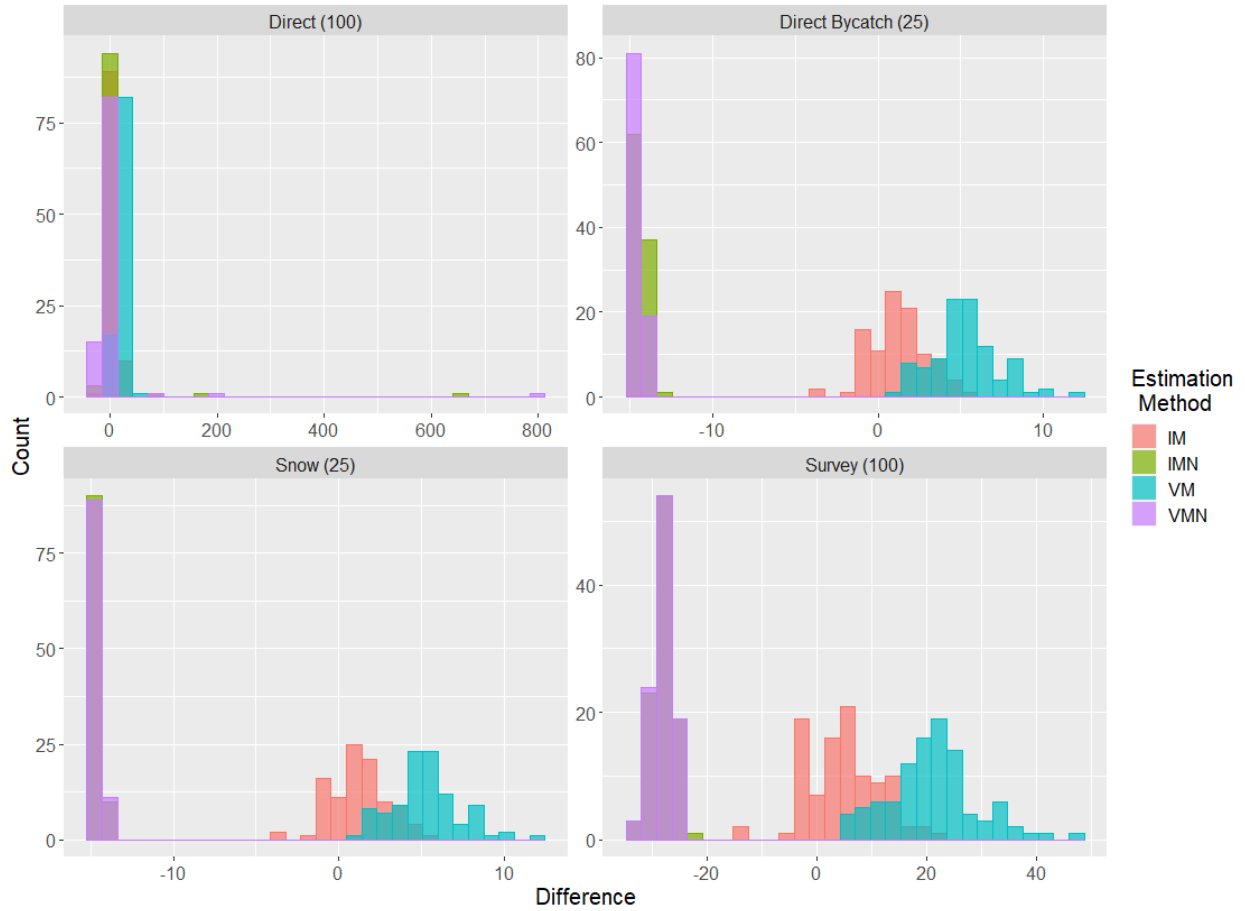 Direct (100)
Direct Bycatch (25)
75
50
25
0
0
200
400
600
800
80
60
40
20
0
-10
0
10
Count
Snow (25)
Survey (100)
75
50
25
0
-10
0
10
40
20
0
-20
0
20
40
Difference
Estimation
Method
IM
IMN
VM
VMN